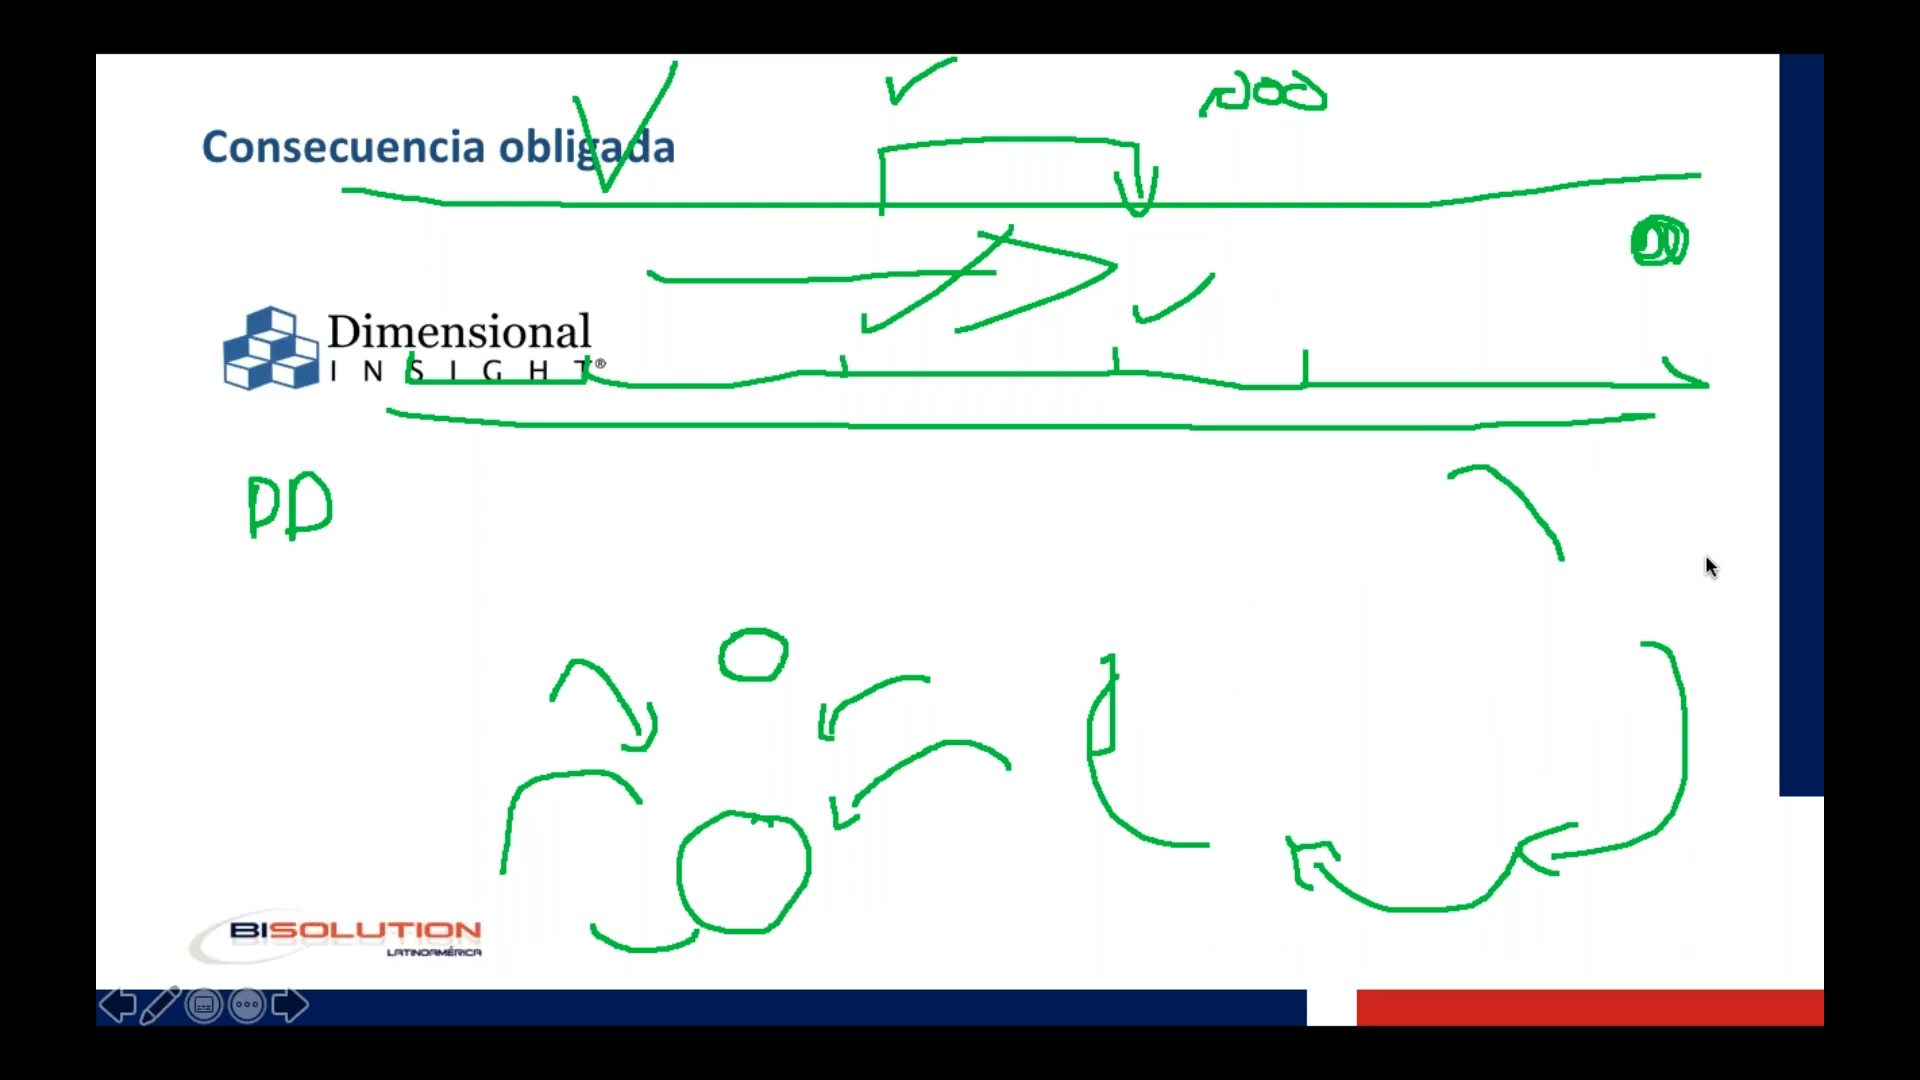 Consecuencia obligada
Dimensional
INSIGHT®
PD
BISOLUTION
LATINOAMÉRICA